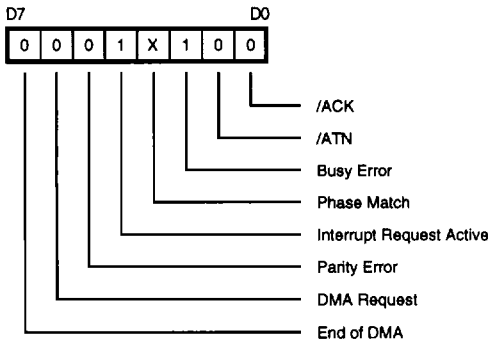 D7 D0
0 0 0 1 X 1 0 0
/ACK
/ATN
Busy Error
Phase Match
Interrupt Request Active
Parity Error
DMA Request
End of DMA